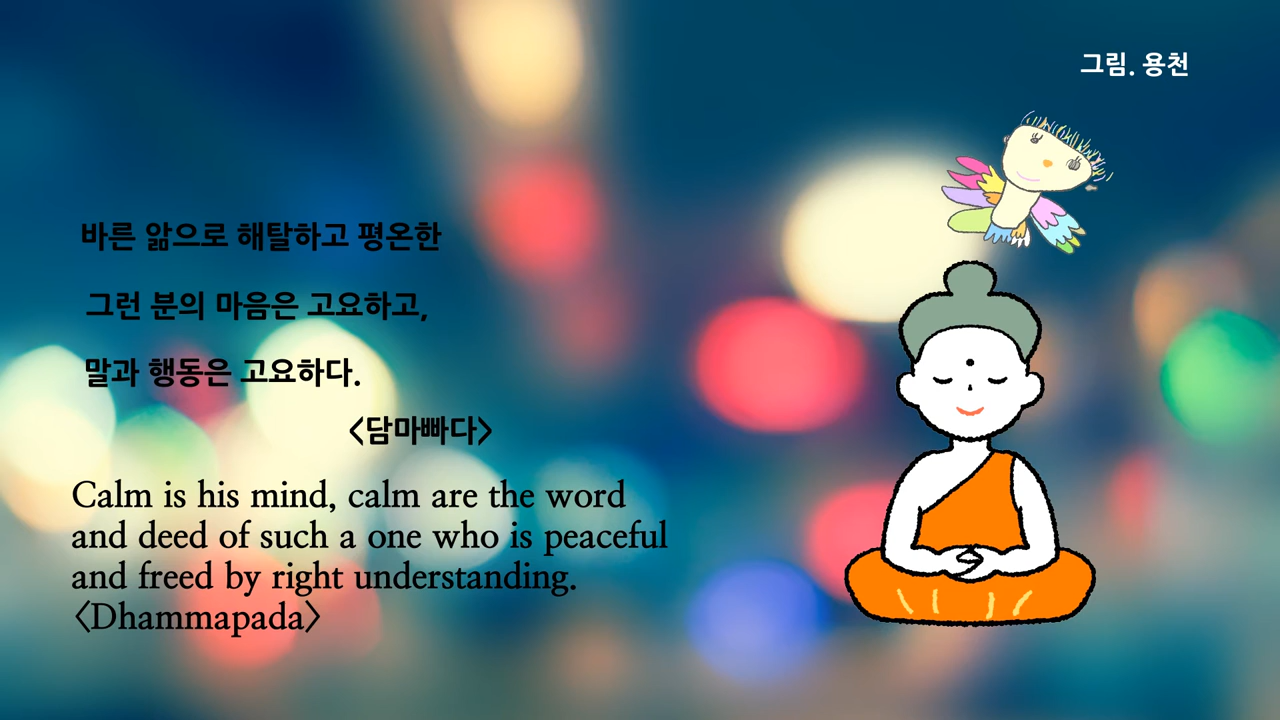 그림. 용천
바른 앎으로 해탈하고 평온한
그런 분의 마음은 고요하고,
말과 행동은 고요하다.
<담마빠다>
Calm is his mind, calm are the word
and deed of such a one who is peaceful
and freed by right understanding.
<Dhammapada>